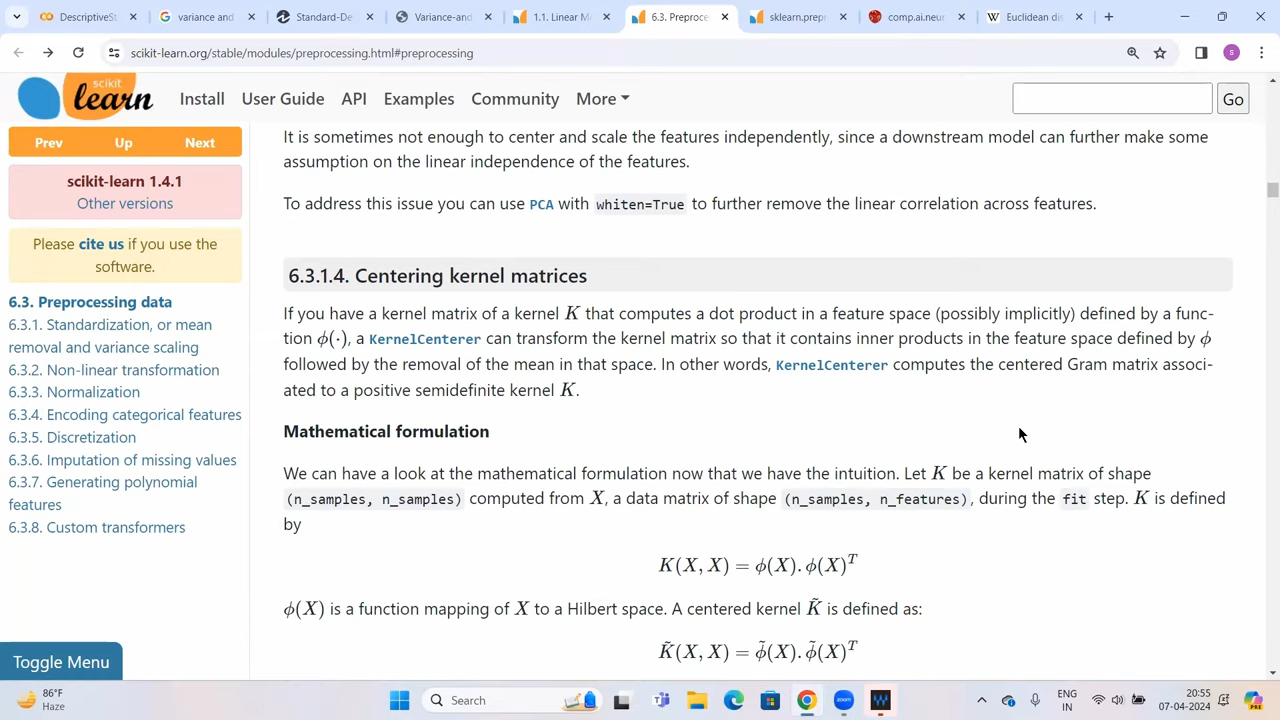 DescriptiveSt
variance and
Standard-De
Variance-and
1.1. Linear M
6.3. Preproce
sklearn.prep
comp.ai.neur
Euclidean dis
scikit-learn.org/stable/modules/preprocessing.html#preprocessing
S
scikit
learn
Install User Guide API Examples Community More
Go
Prev Up Next
scikit-learn 1.4.1
Other versions
Please cite us if you use the
software.
6.3. Preprocessing data
6.3.1. Standardization, or mean
removal and variance scaling
6.3.2. Non-linear transformation
6.3.3. Normalization
6.3.4. Encoding categorical features
6.3.5. Discretization
6.3.6. Imputation of missing values
6.3.7. Generating polynomial
features
6.3.8. Custom transformers
Toggle Menu
It is sometimes not enough to center and scale the features independently, since a downstream model can further make some
assumption on the linear independence of the features.
To address this issue you can use PCA with whiten=True to further remove the linear correlation across features.
6.3.1.4. Centering kernel matrices
If you have a kernel matrix of a kernel K that computes a dot product in a feature space (possibly implicitly) defined by a func-
tion ϕ(·), a KernelCenterer can transform the kernel matrix so that it contains inner products in the feature space defined by ϕ
followed by the removal of the mean in that space. In other words, KernelCenterer computes the centered Gram matrix associ-
ated to a positive semidefinite kernel K.
Mathematical formulation
We can have a look at the mathematical formulation now that we have the intuition. Let K be a kernel matrix of shape
(n_samples, n_samples) computed from X, a data matrix of shape (n_samples, n_features), during the fit step. K is defined
by
K(X, X) = ϕ(X). ϕ(X)^T
ϕ(X) is a function mapping of X to a Hilbert space. A centered kernel K̃ is defined as:
K̃(X, X) = ϕ̃(X). ϕ̃(X)^T
86°F
Haze
Search
zoom
ENG
IN
20:55
07-04-2024
PRE